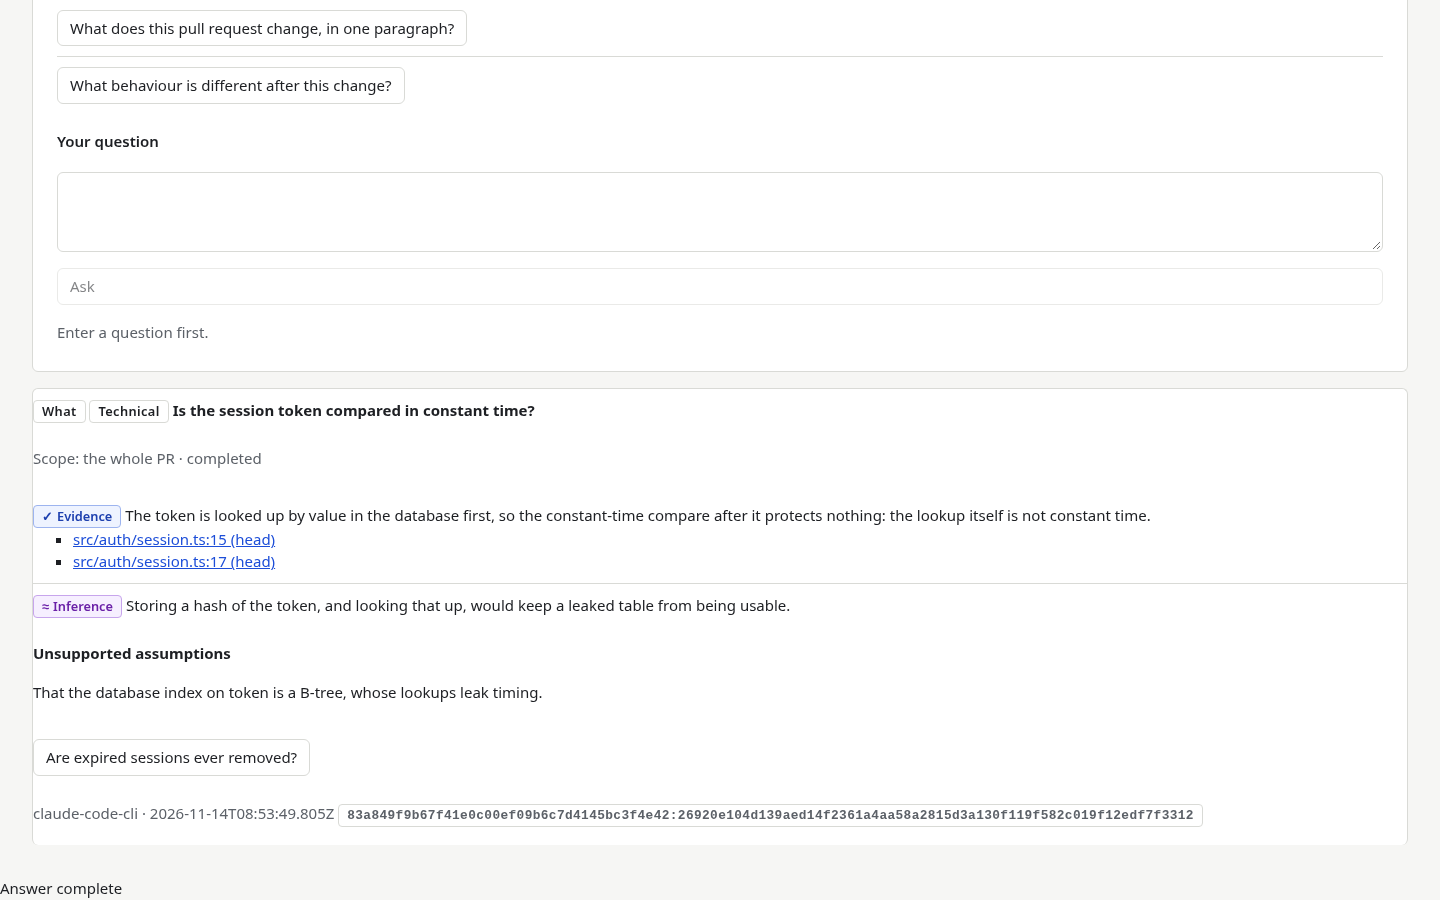 What does this pull request change, in one paragraph?
What behaviour is different after this change?
Your question
Ask
Enter a question first.
What Technical Is the session token compared in constant time?
Scope: the whole PR · completed
✓ Evidence The token is looked up by value in the database first, so the constant-time compare after it protects nothing: the lookup itself is not constant time.
src/auth/session.ts:15 (head)
src/auth/session.ts:17 (head)
≈ Inference Storing a hash of the token, and looking that up, would keep a leaked table from being usable.
Unsupported assumptions
That the database index on token is a B-tree, whose lookups leak timing.
Are expired sessions ever removed?
claude-code-cli · 2026-11-14T08:53:49.805Z 83a849f9b67f41e0c00ef09b6c7d4145bc3f4e42:26920e104d139aed14f2361a4aa58a2815d3a130f119f582c019f12edf7f3312
Answer complete